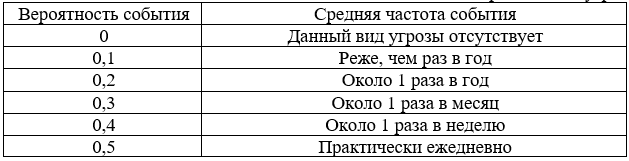 Вероятность события Средняя частота события
0 Данный вид угрозы отсутствует
0,1 Реже, чем раз в год
0,2 Около 1 раза в год
0,3 Около 1 раза в месяц
0,4 Около 1 раза в неделю
0,5 Практически ежедневно